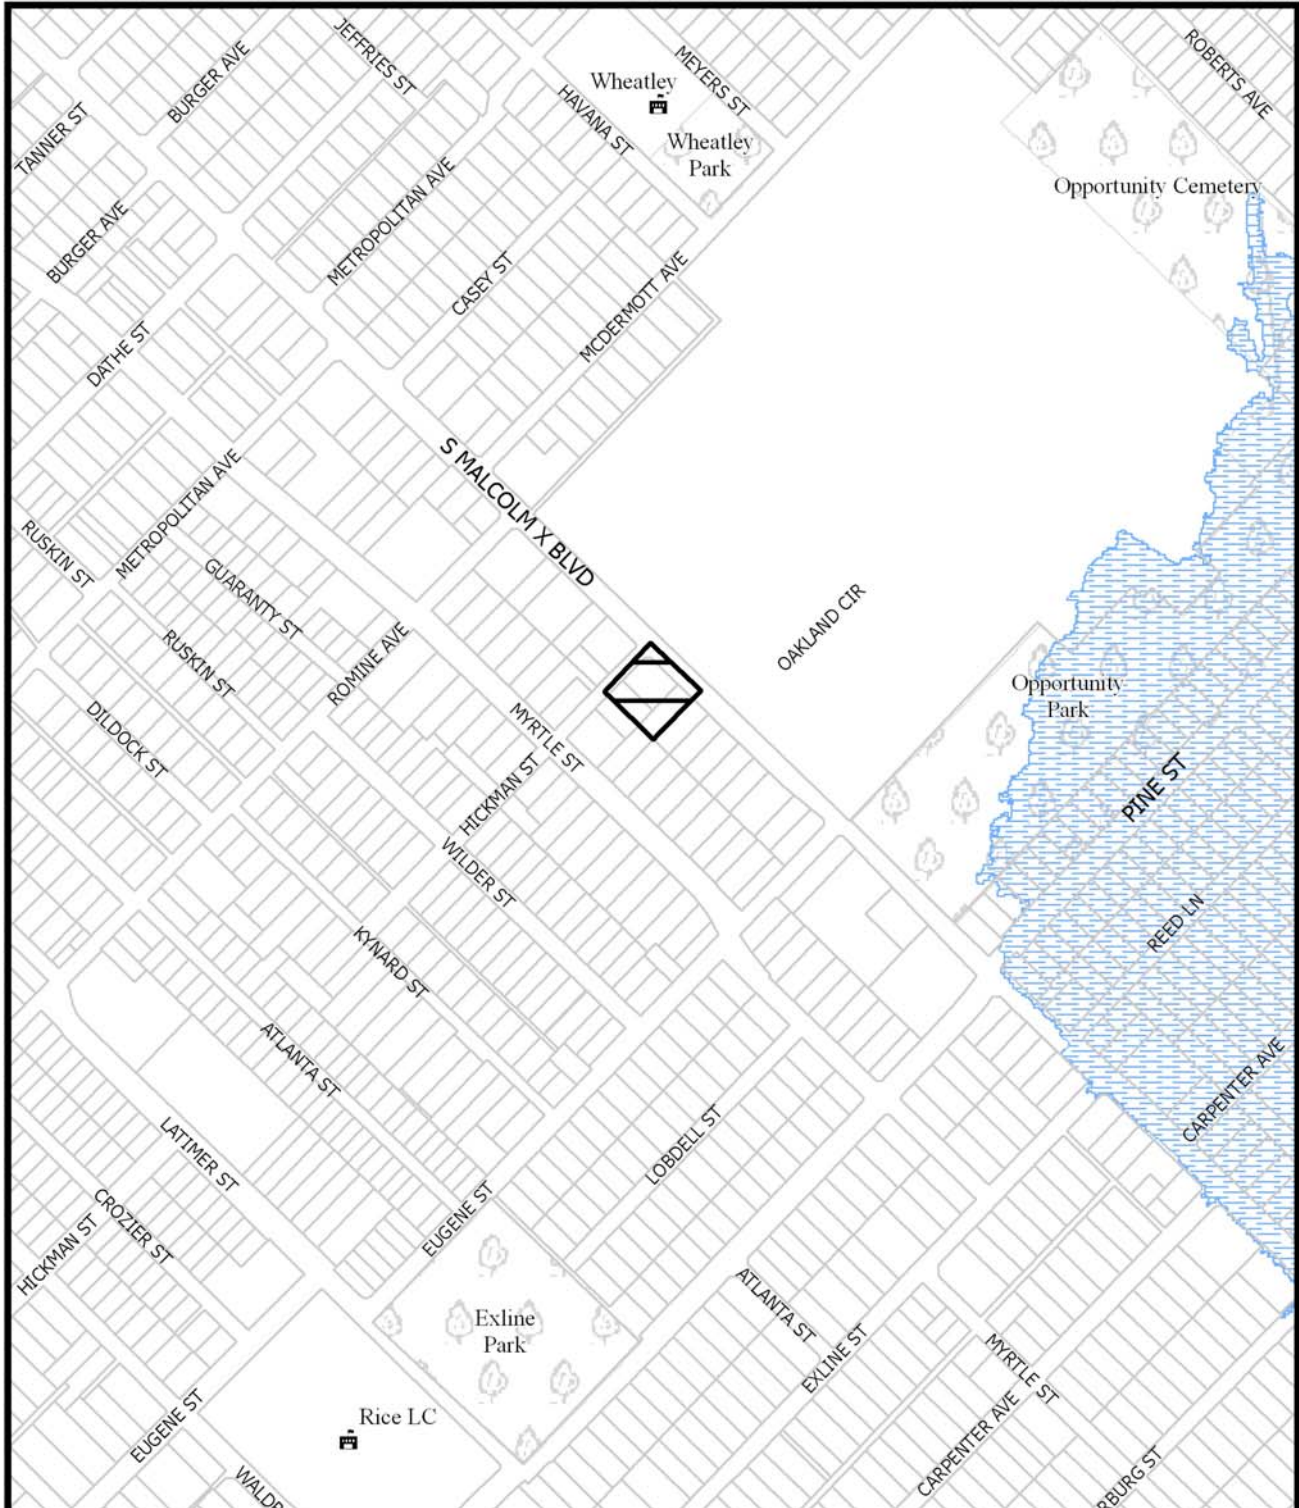 JEFFRIES ST
BURGER AVE
ROBERTS AVE
MEYERS ST
Wheatley
TANNER ST
HAVANA ST
Wheatley
Park
Opportunity Cemetery
METROPOLITAN AVE
BURGER AVE
CASEY ST
MCDERMOTT AVE
DATHE ST
S MALCOLM X BLVD
METROPOLITAN AVE
RUSKIN ST
GUARANTY ST
OAKLAND CIR
RUSKIN ST
ROMINE AVE
Opportunity
Park
DILDOCK ST
MYRTLE ST
HICKMAN ST
PINE ST
WILDER ST
REED LN
KYNARD ST
ATLANTA ST
CARPENTER AVE
LATIMER ST
LOBDELL ST
CROZIER ST
EUGENE ST
HICKMAN ST
ATLANTA ST
Exline
Park
EXLINE ST
MYRTLE ST
EUGENE ST
Rice LC
CARPENTER AVE
WALDR
RBURG ST